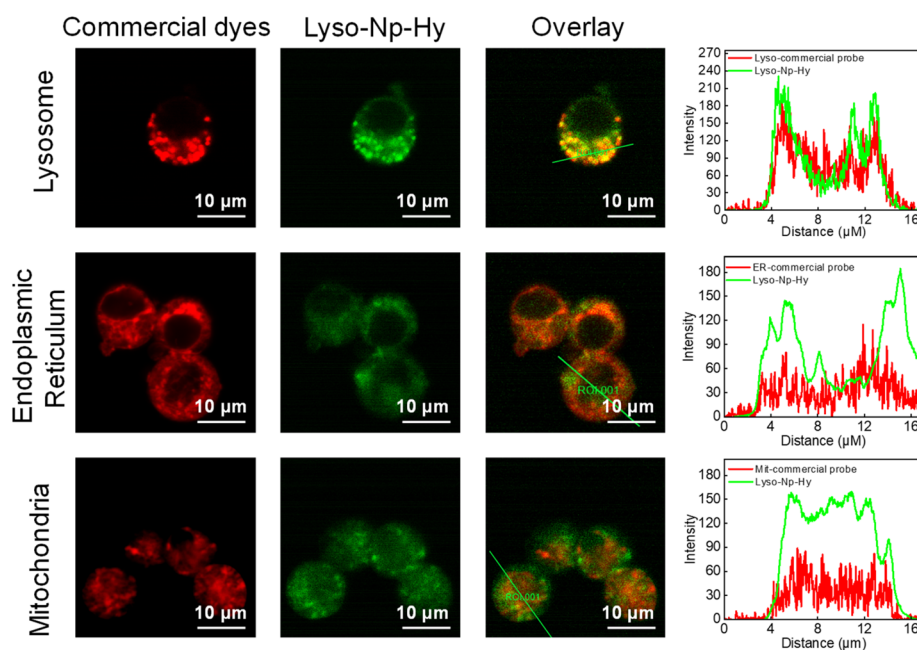 Commercial dyes Lyso-Np-Hy Overlay
Lysosome
10 µm 10 µm 10 µm
Lyso-commercial probe
Lyso-Np-Hy
Intensity
270
240
210
180
150
120
90
60
30
0
0 4 8 12 16
Distance (µM)
Endoplasmic
Reticulum
10 µm 10 µm ROI.001 10 µm
ER-commercial probe
Lyso-Np-Hy
Intensity
180
150
120
90
60
30
0
0 4 8 12 16
Distance (µM)
Mitochondria
10 µm 10 µm ROI.001 10 µm
Mit-commercial probe
Lyso-Np-Hy
Intensity
180
150
120
90
60
30
0
0 4 8 12 16
Distance (µm)